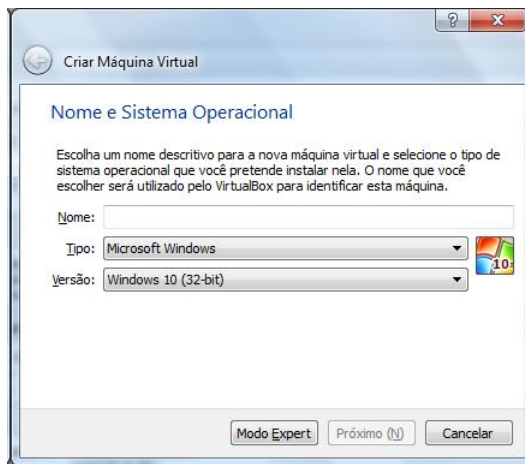 Criar Máquina Virtual
Nome e Sistema Operacional
Escolha um nome descritivo para a nova máquina virtual e selecione o tipo de
sistema operacional que você pretende instalar nela. O nome que você
escolher será utilizado pelo VirtualBox para identificar esta máquina.
Nome:
Tipo: Microsoft Windows
Versão: Windows 10 (32-bit)
10
Modo Expert Próximo (N) Cancelar